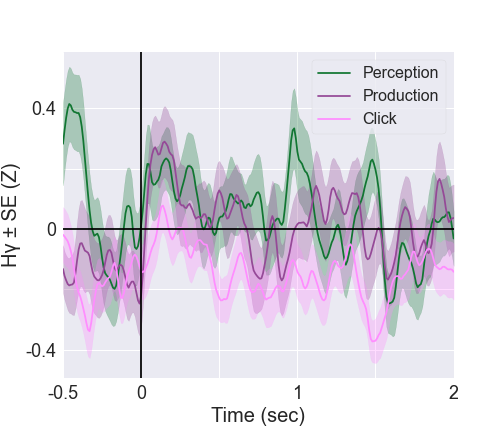 Perception
Production
Click
Hγ ± SE (Z)
0.4
0
-0.4
-0.5
0
1
2
Time (sec)